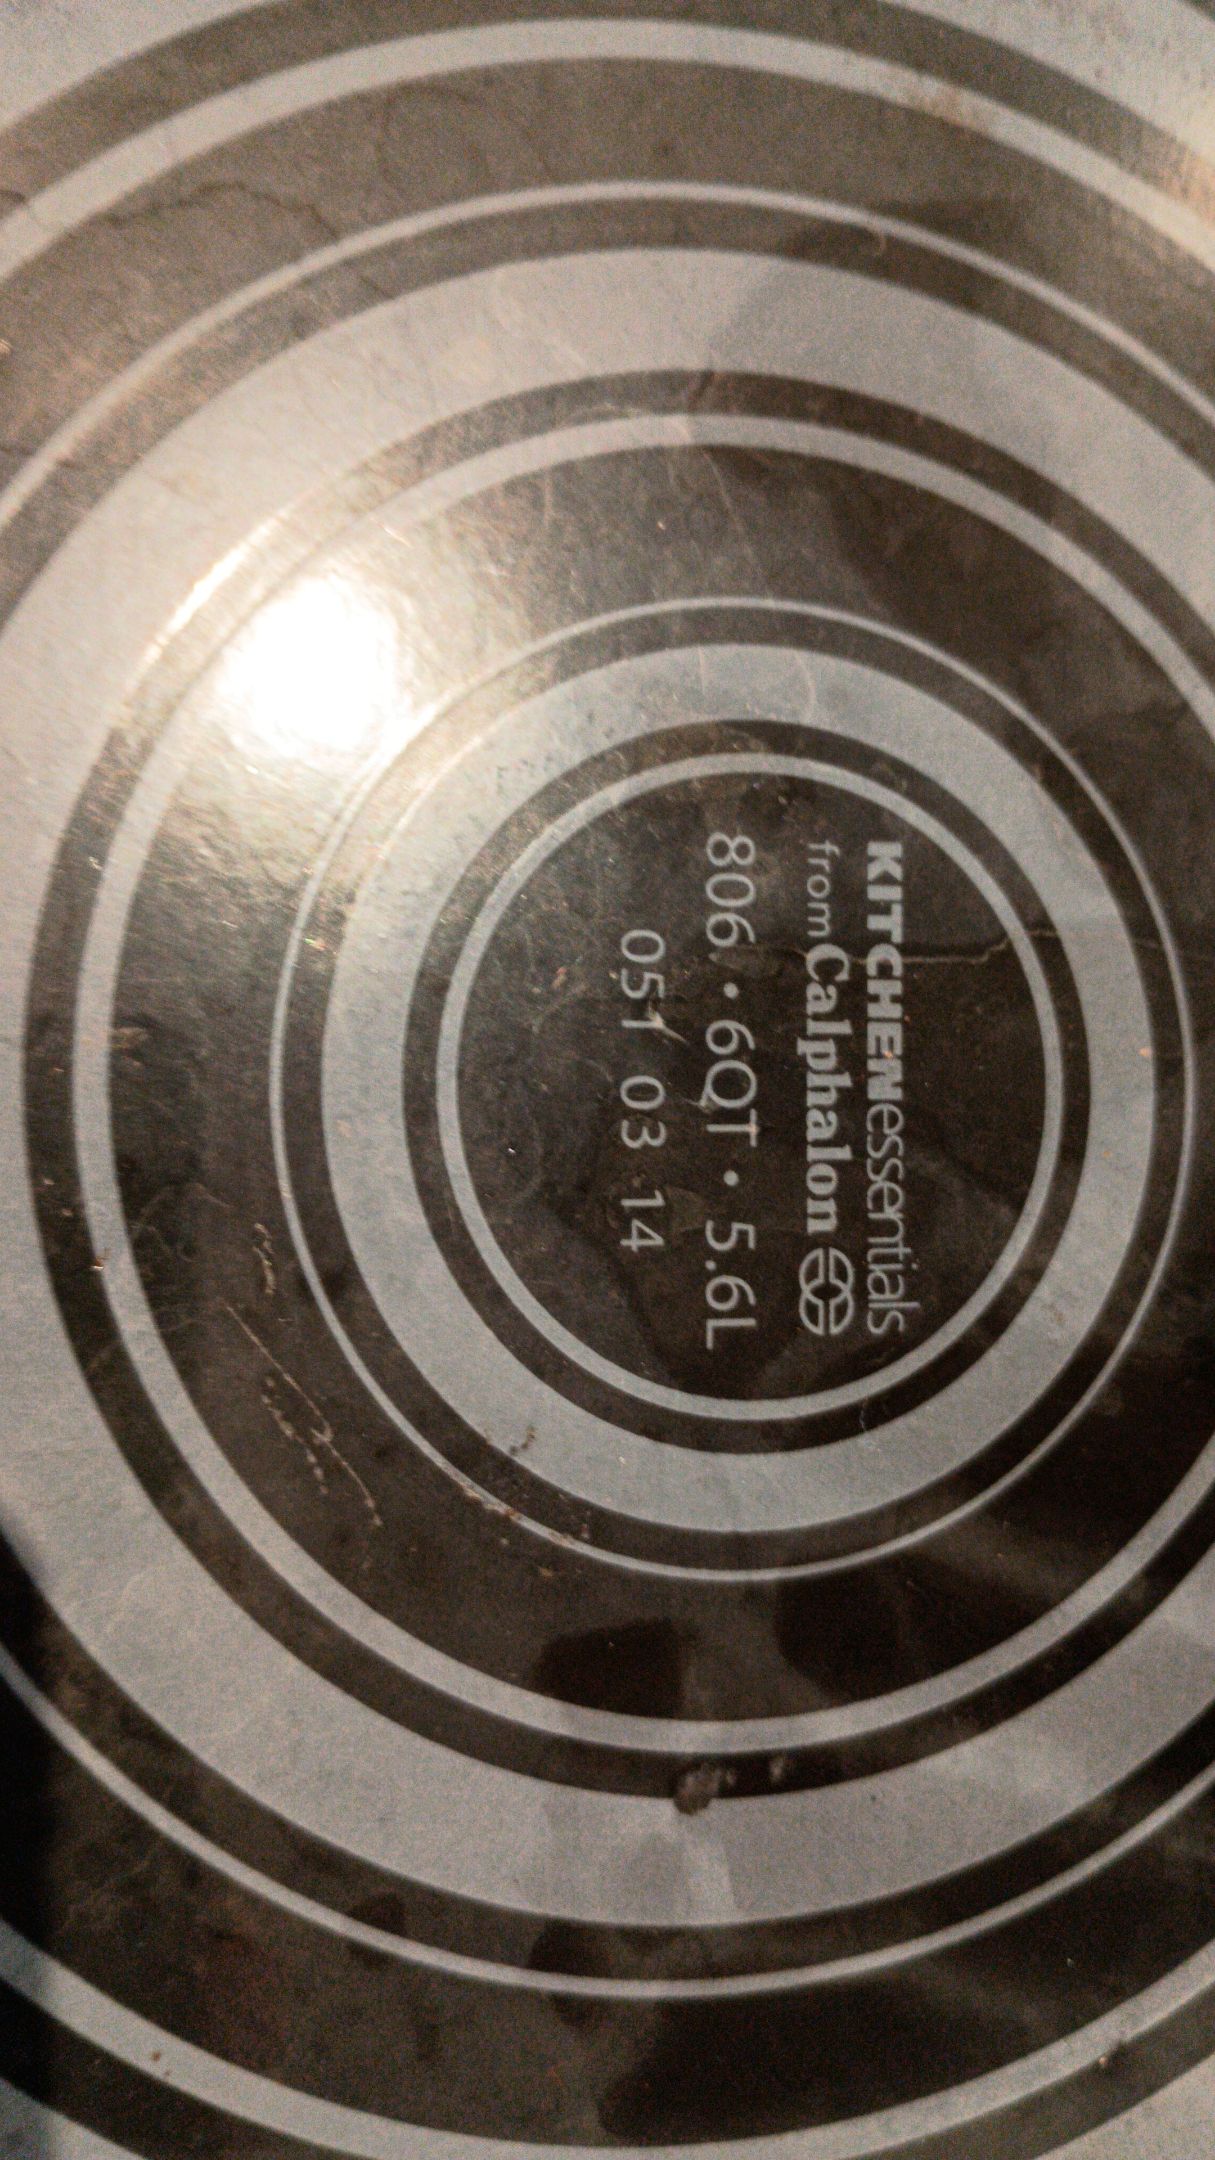 KITCHENessentials
from Calphalon
806 · 6QT · 5.6L
051 03 14